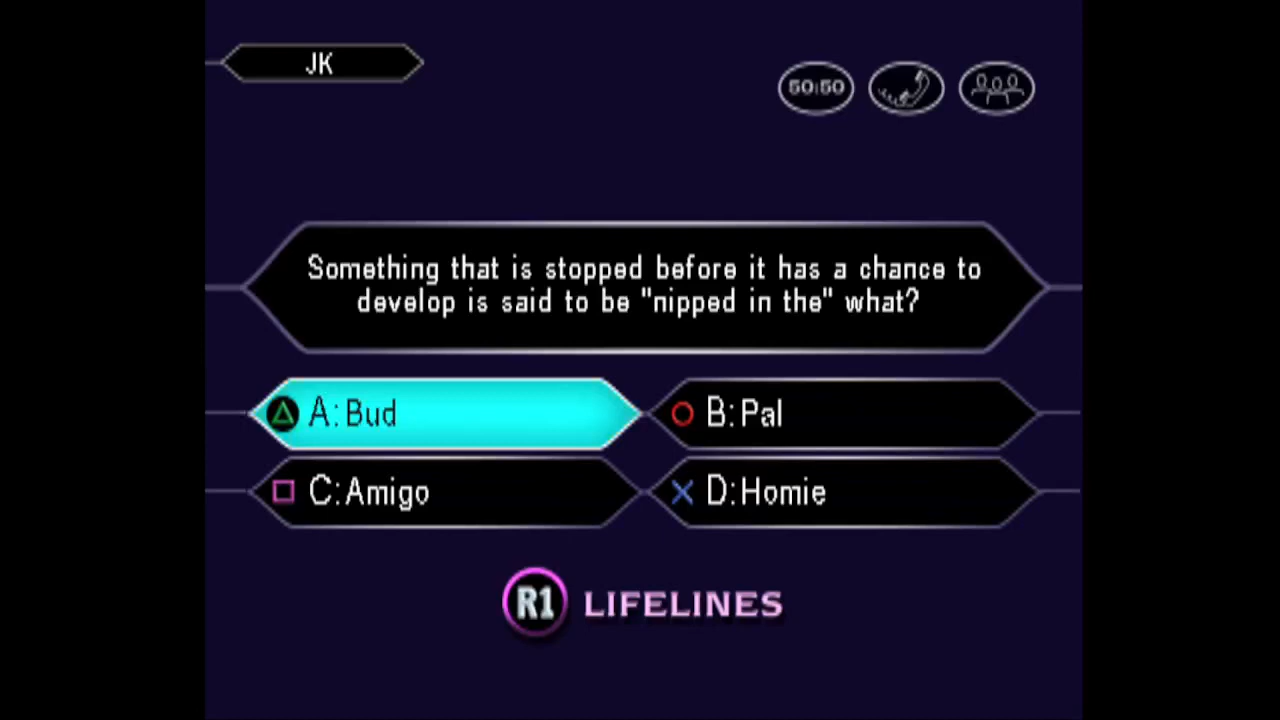 JK
50:50
Something that is stopped before it has a chance to
develop is said to be "nipped in the" what?
A:Bud
B:Pal
C:Amigo
D:Homie
R1 LIFELINES